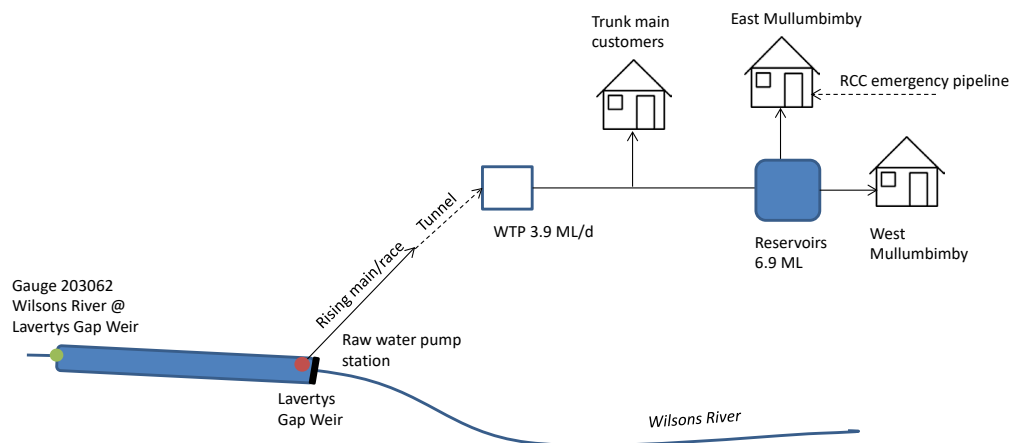 Trunk main
customers
East Mullumbimby
RCC emergency pipeline
Tunnel
WTP 3.9 ML/d
Reservoirs
6.9 ML
West
Mullumbimby
Rising main/race
Gauge 203062
Wilsons River @
Lavertys Gap Weir
Raw water pump
station
Lavertys
Gap Weir
Wilsons River